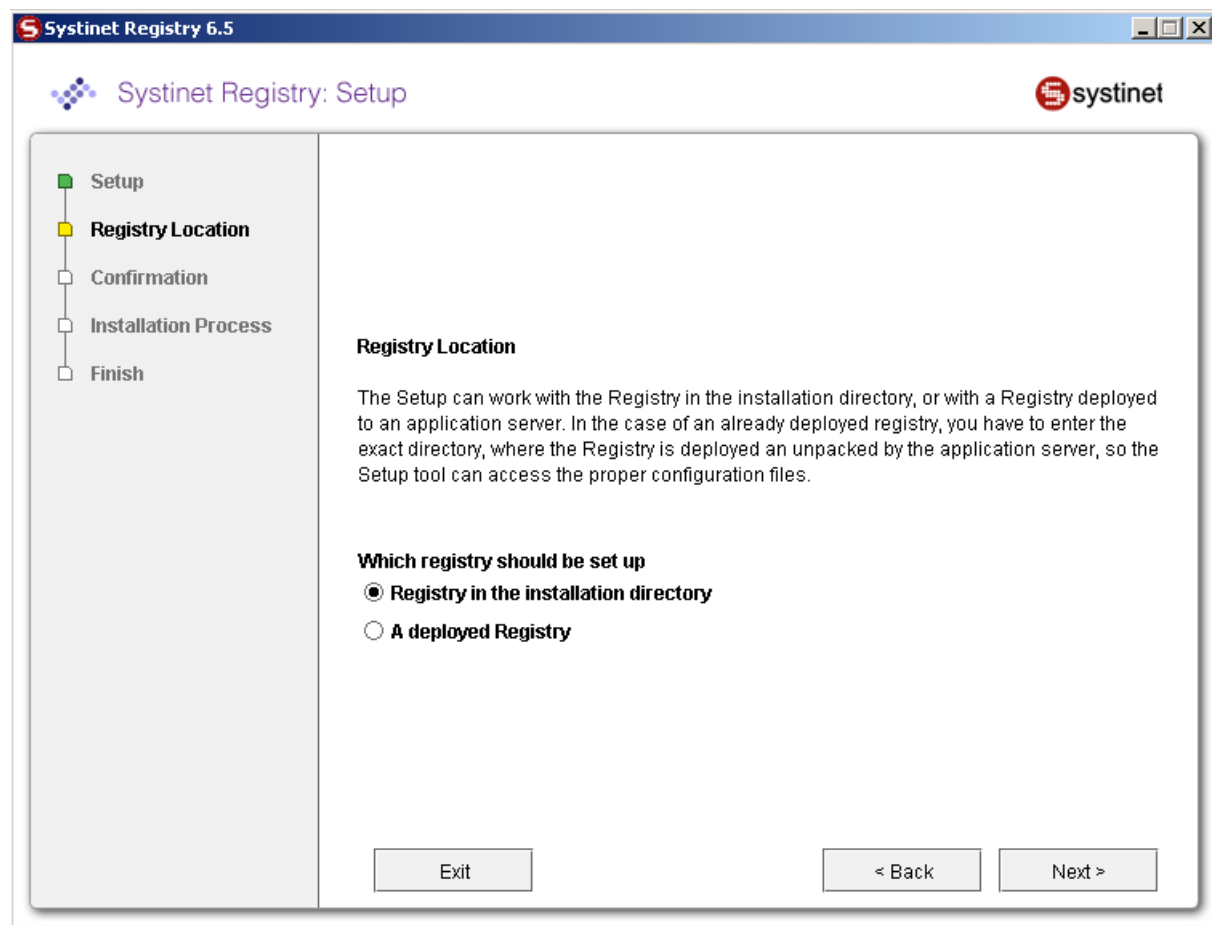 Systinet Registry 6.5
Systinet Registry: Setup
systinet
Setup
Registry Location
Confirmation
Installation Process
Finish
Registry Location
The Setup can work with the Registry in the installation directory, or with a Registry deployed
to an application server. In the case of an already deployed registry, you have to enter the
exact directory, where the Registry is deployed an unpacked by the application server, so the
Setup tool can access the proper configuration files.
Which registry should be set up
Registry in the installation directory
A deployed Registry
Exit
< Back
Next >